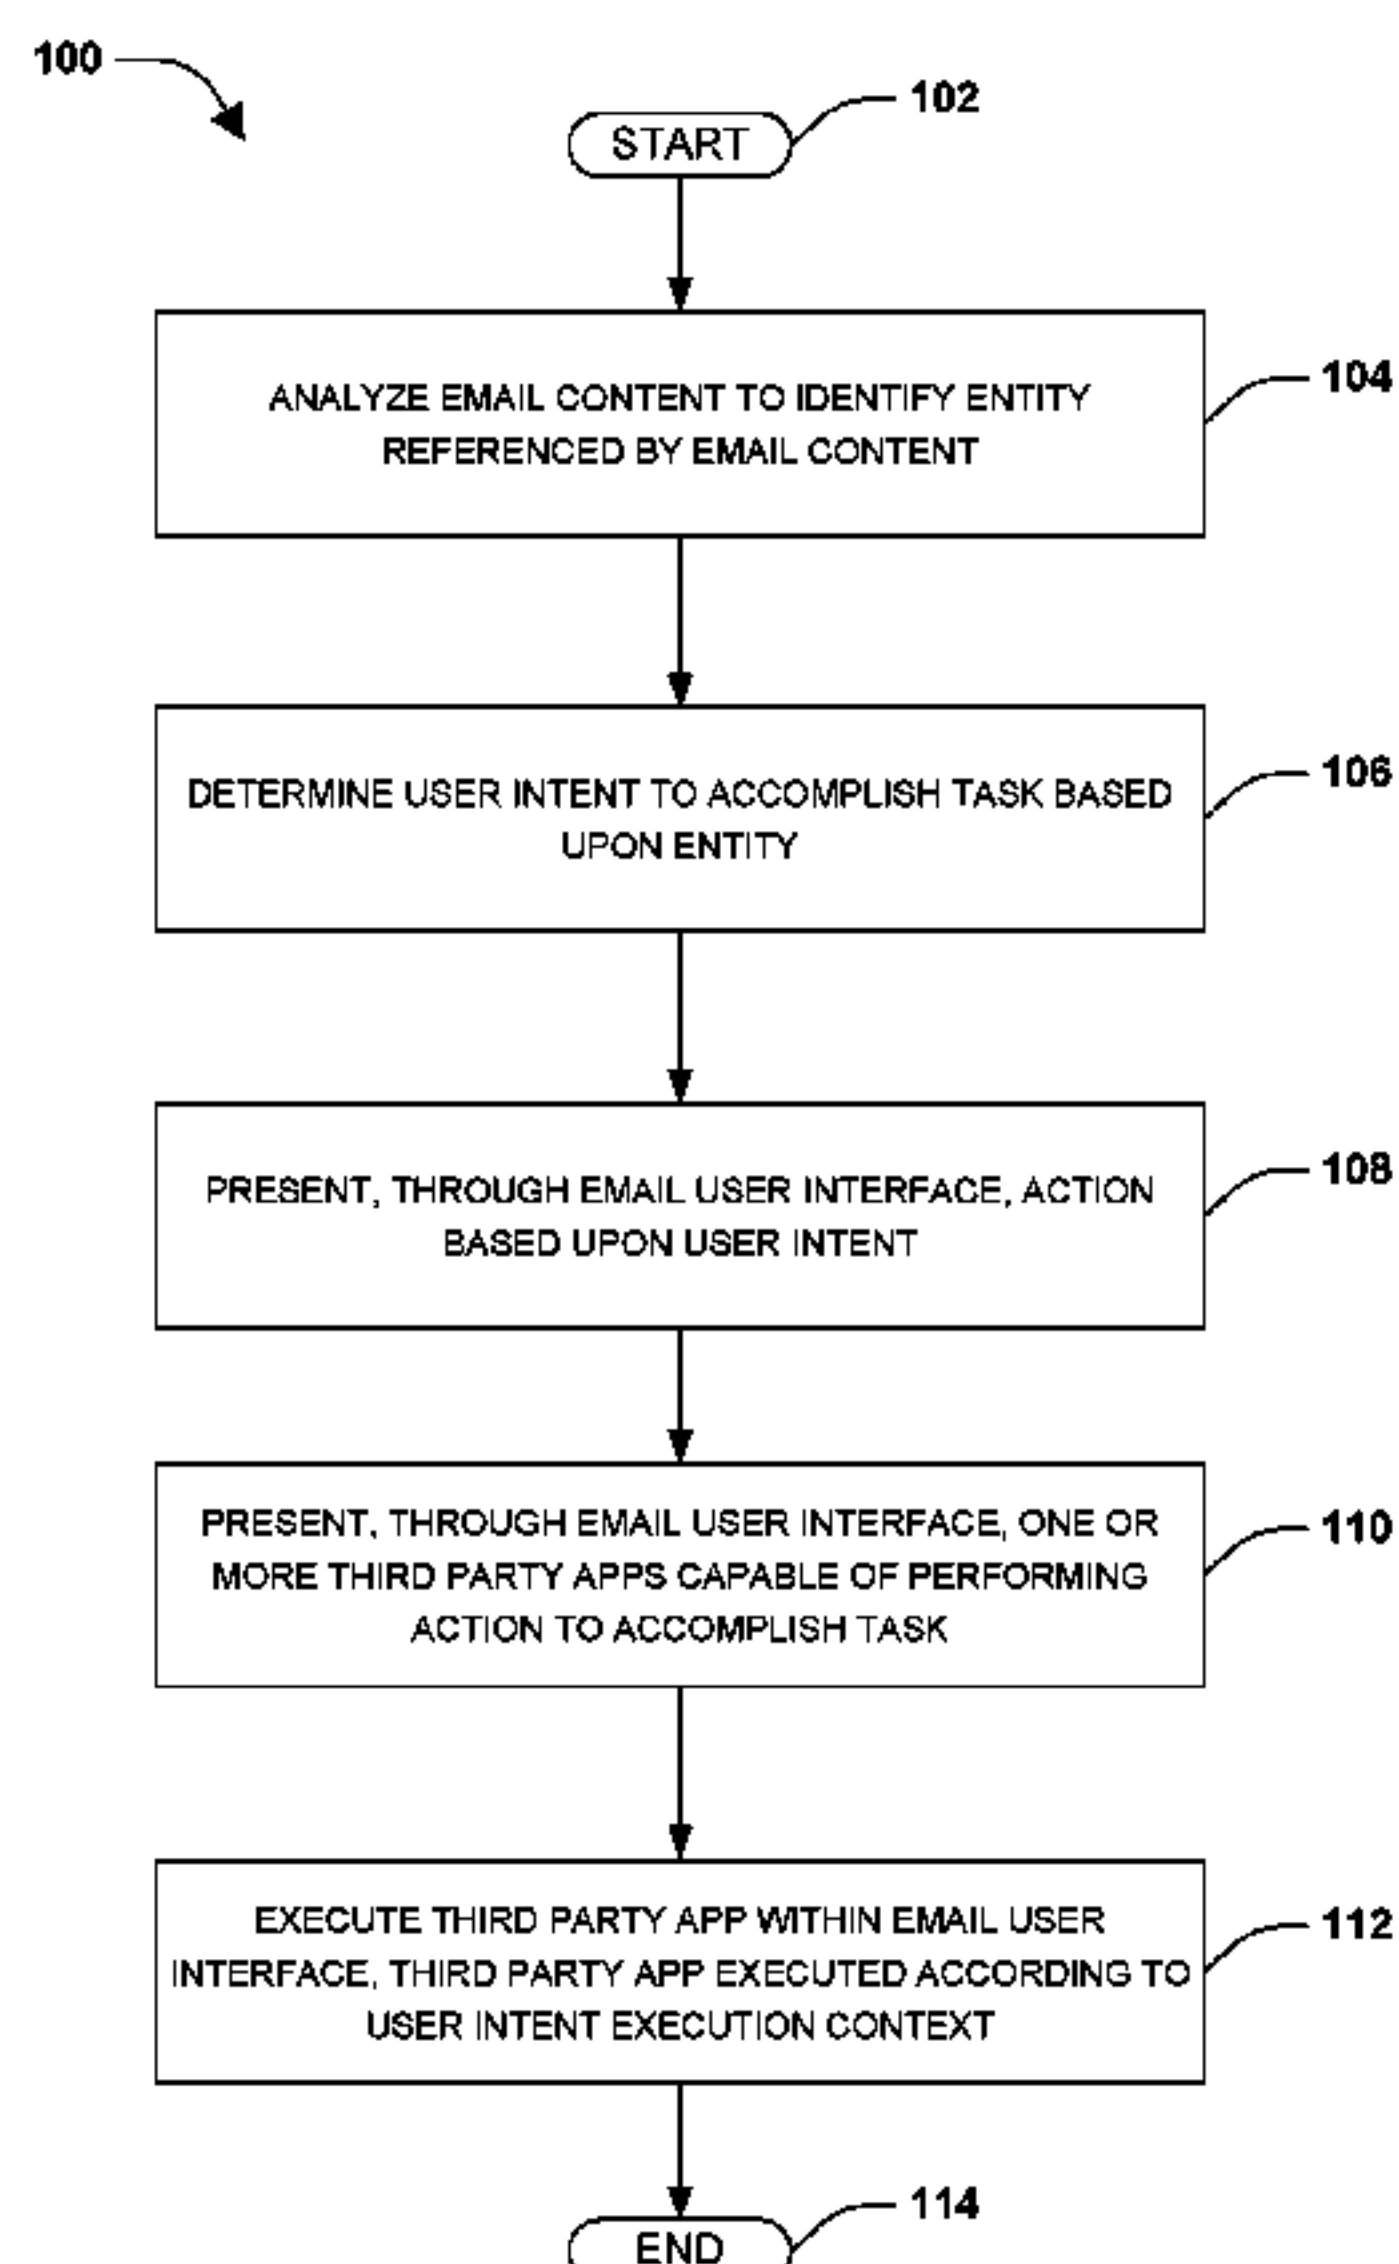 100
102
START
ANALYZE EMAIL CONTENT TO IDENTIFY ENTITY
REFERENCED BY EMAIL CONTENT
104
DETERMINE USER INTENT TO ACCOMPLISH TASK BASED
UPON ENTITY
106
PRESENT, THROUGH EMAIL USER INTERFACE, ACTION
BASED UPON USER INTENT
108
PRESENT, THROUGH EMAIL USER INTERFACE, ONE OR
MORE THIRD PARTY APPS CAPABLE OF PERFORMING
ACTION TO ACCOMPLISH TASK
110
EXECUTE THIRD PARTY APP WITHIN EMAIL USER
INTERFACE, THIRD PARTY APP EXECUTED ACCORDING TO
USER INTENT EXECUTION CONTEXT
112
114
END